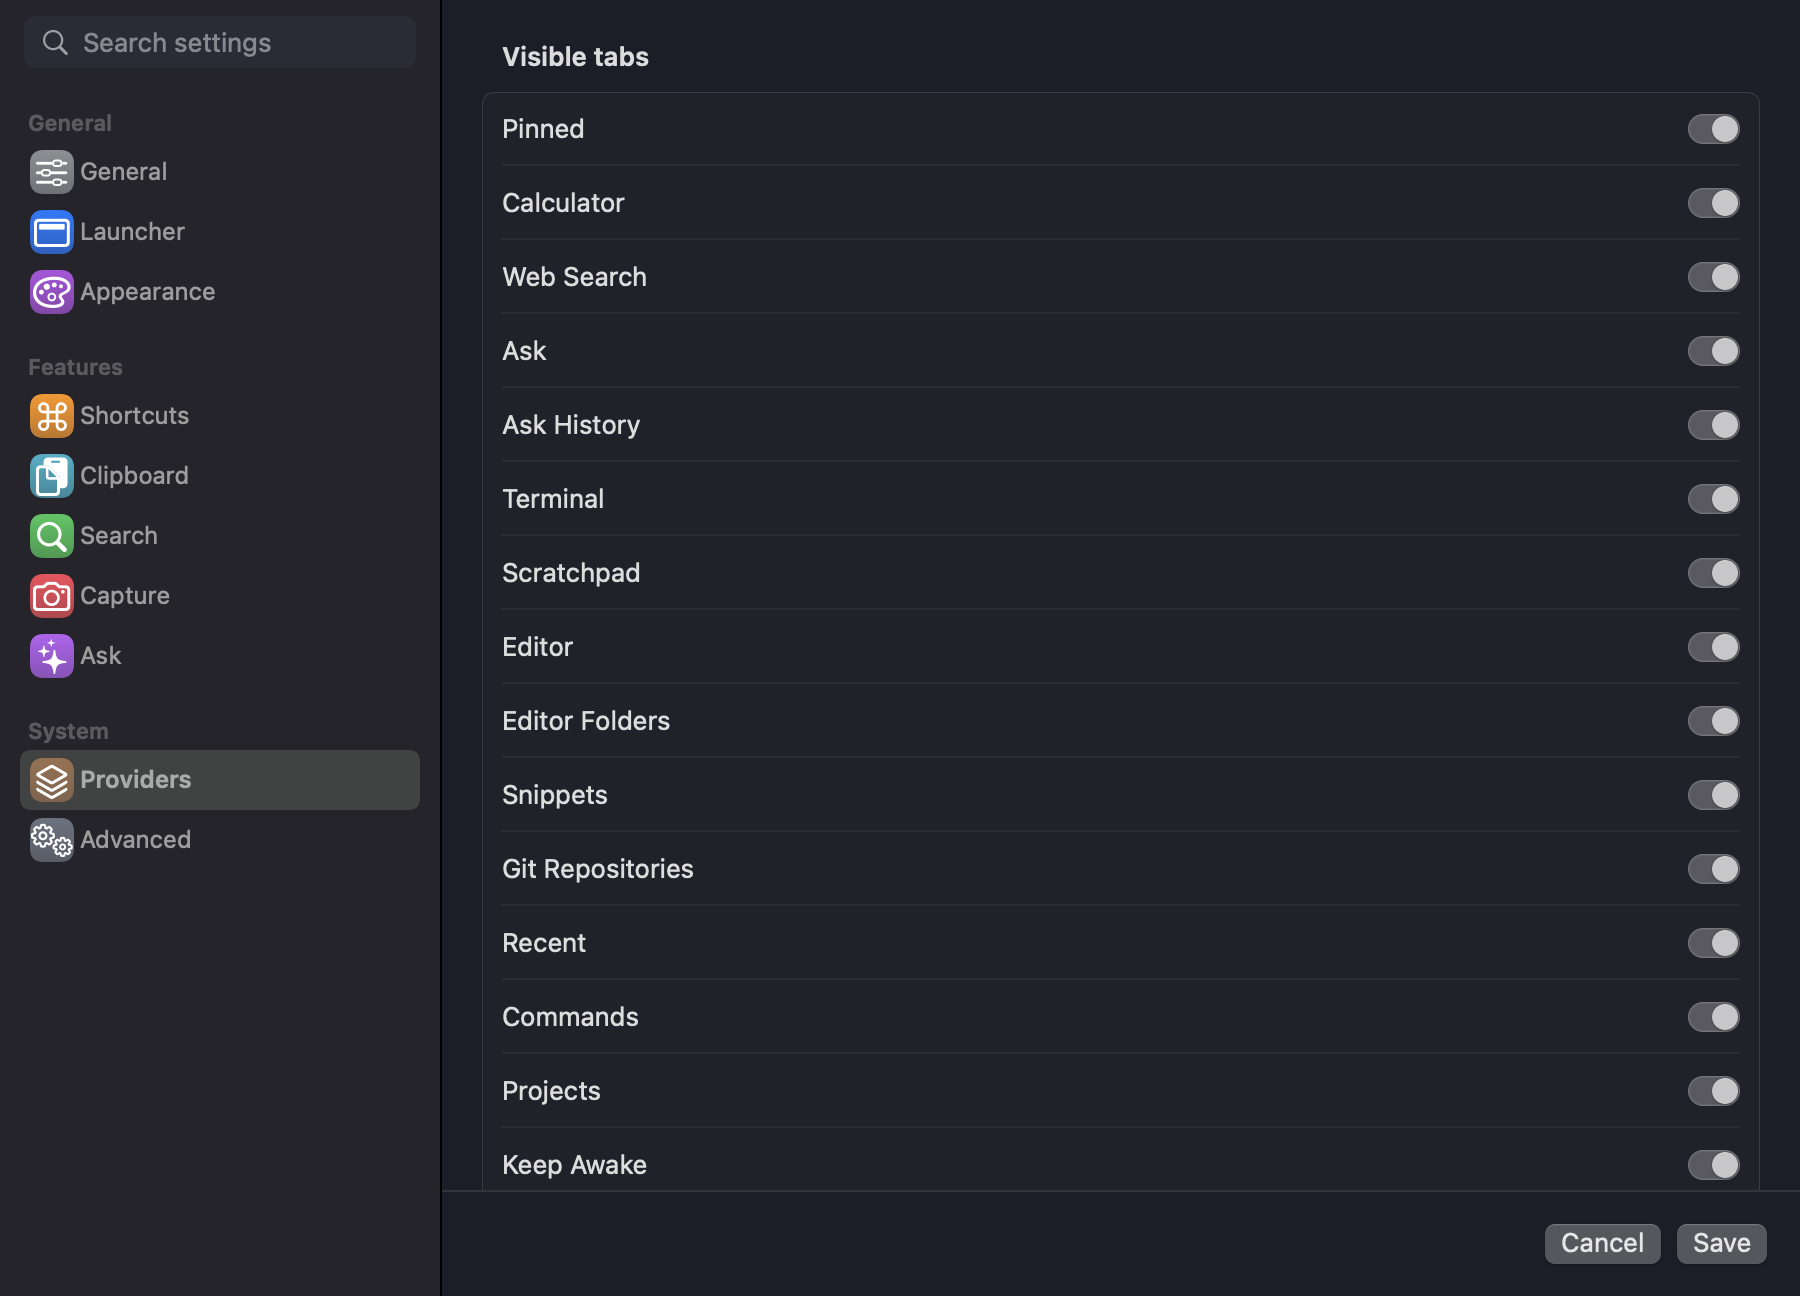 Search settings
General
General
Launcher
Appearance
Features
Shortcuts
Clipboard
Search
Capture
Ask
System
Providers
Advanced
Visible tabs
Pinned
Calculator
Web Search
Ask
Ask History
Terminal
Scratchpad
Editor
Editor Folders
Snippets
Git Repositories
Recent
Commands
Projects
Keep Awake
Cancel
Save